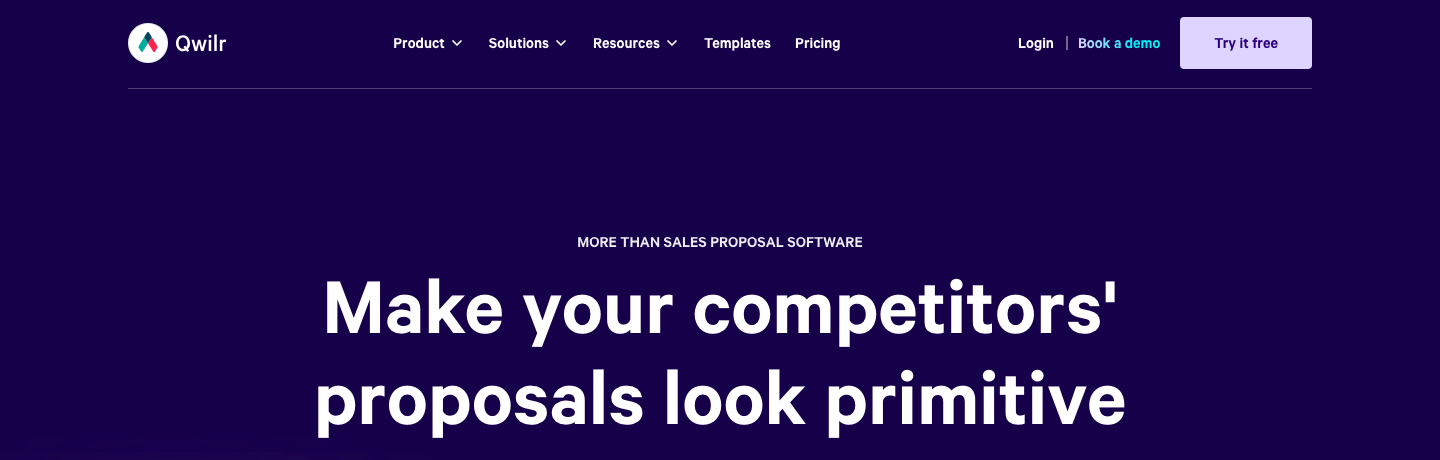 Qwilr
Product Solutions Resources Templates Pricing
Login | Book a demo Try it free
MORE THAN SALES PROPOSAL SOFTWARE
Make your competitors'
proposals look primitive